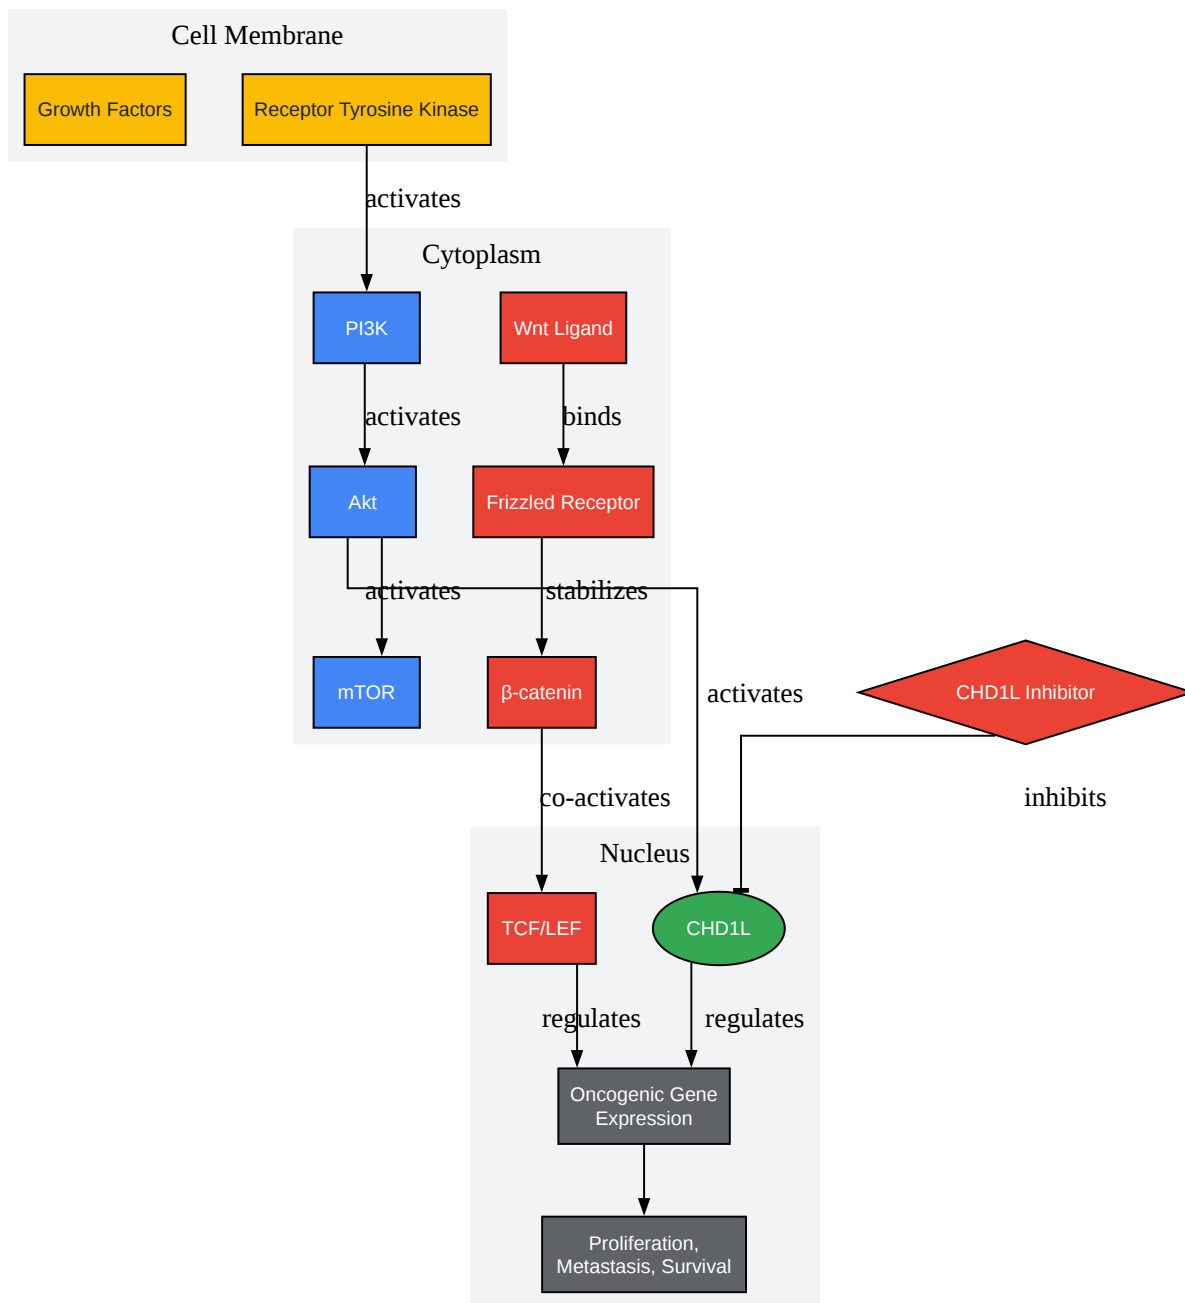 Cell Membrane
Growth Factors
Receptor Tyrosine Kinase
activates
Cytoplasm
PI3K
Wnt Ligand
activates
binds
Akt
Frizzled Receptor
activates
stabilizes
mTOR
β-catenin
activates
CHD1L Inhibitor
co-activates
inhibits
Nucleus
TCF/LEF
CHD1L
regulates
regulates
Oncogenic Gene
Expression
Proliferation,
Metastasis, Survival